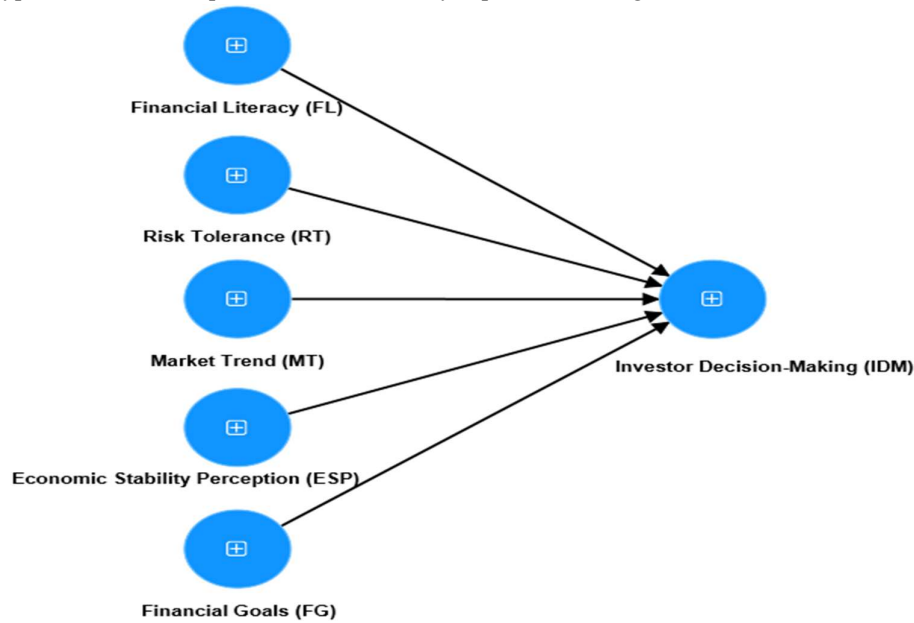 Financial Literacy (FL)
Risk Tolerance (RT)
Market Trend (MT)
Investor Decision-Making (IDM)
Economic Stability Perception (ESP)
Financial Goals (FG)